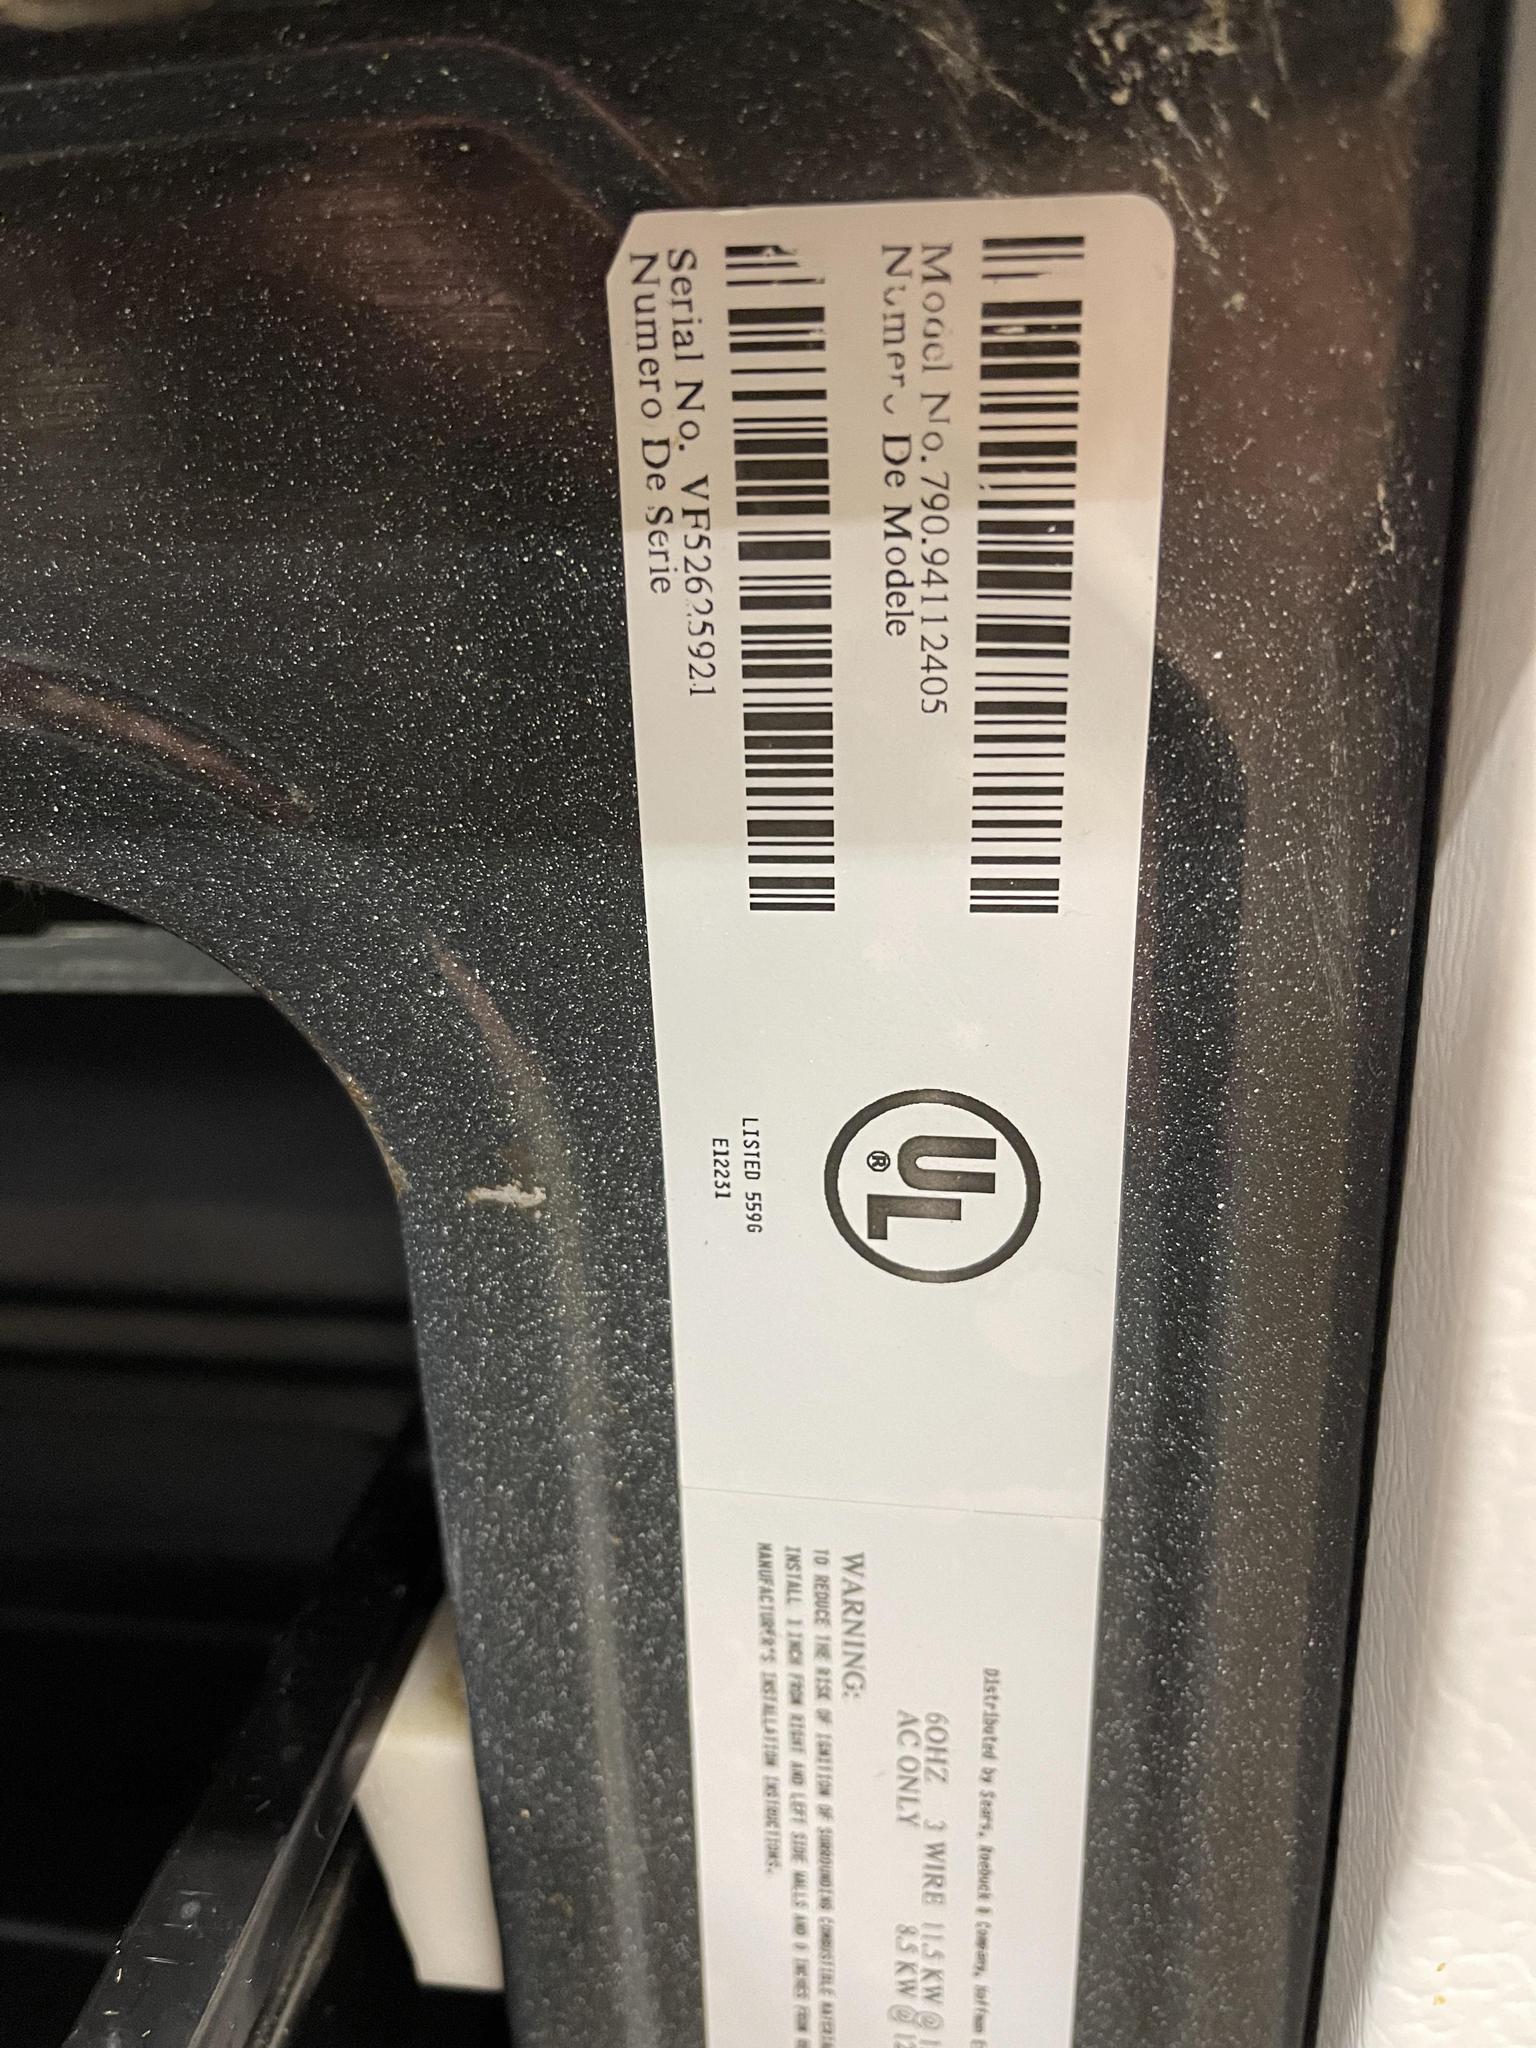 Model No. 790.94112405
Numero De Modele
Serial No. VF52625921
Numero De Serie
UL®
LISTED 559G
E12231
Distributed by Sears, Roebuck & Company, Hoffman
60HZ 3 WIRE 11.5 KW @ 1
AC ONLY 8.5 KW @ 12
WARNING:
TO REDUCE THE RISK OF IGNITION OF SURROUNDING COMBUSTIBLE
INSTALL 1 INCH FROM RIGHT AND LEFT SIDE WALLS AND 0 INCHES FROM
MANUFACTURER'S INSTALLATION INSTRUCTIONS.